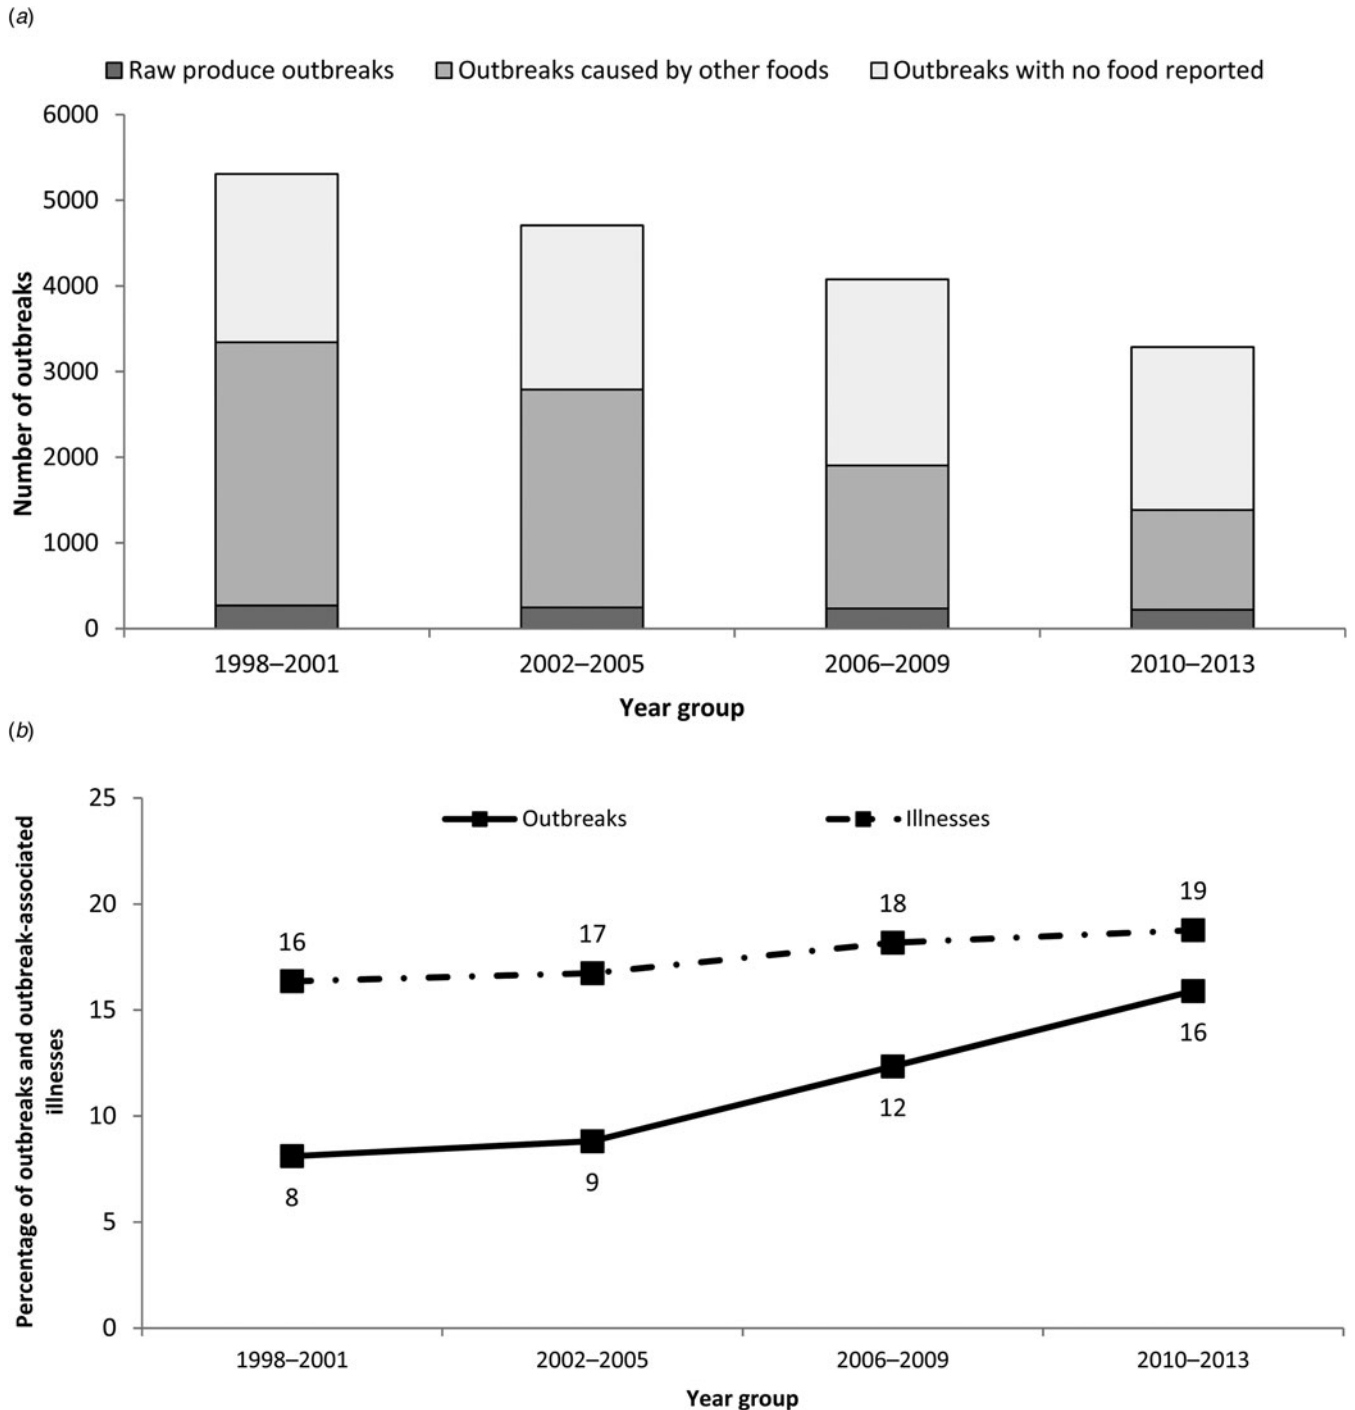 (a)
Raw produce outbreaks Outbreaks caused by other foods Outbreaks with no food reported
6000
5000
4000
3000
2000
1000
0
Number of outbreaks
1998–2001 2002–2005 2006–2009 2010–2013
Year group
(b)
25
20
15
10
5
0
Percentage of outbreaks and outbreak-associated
illnesses
Outbreaks Illnesses
16 17 18 19
8 9 12 16
1998–2001 2002–2005 2006–2009 2010–2013
Year group